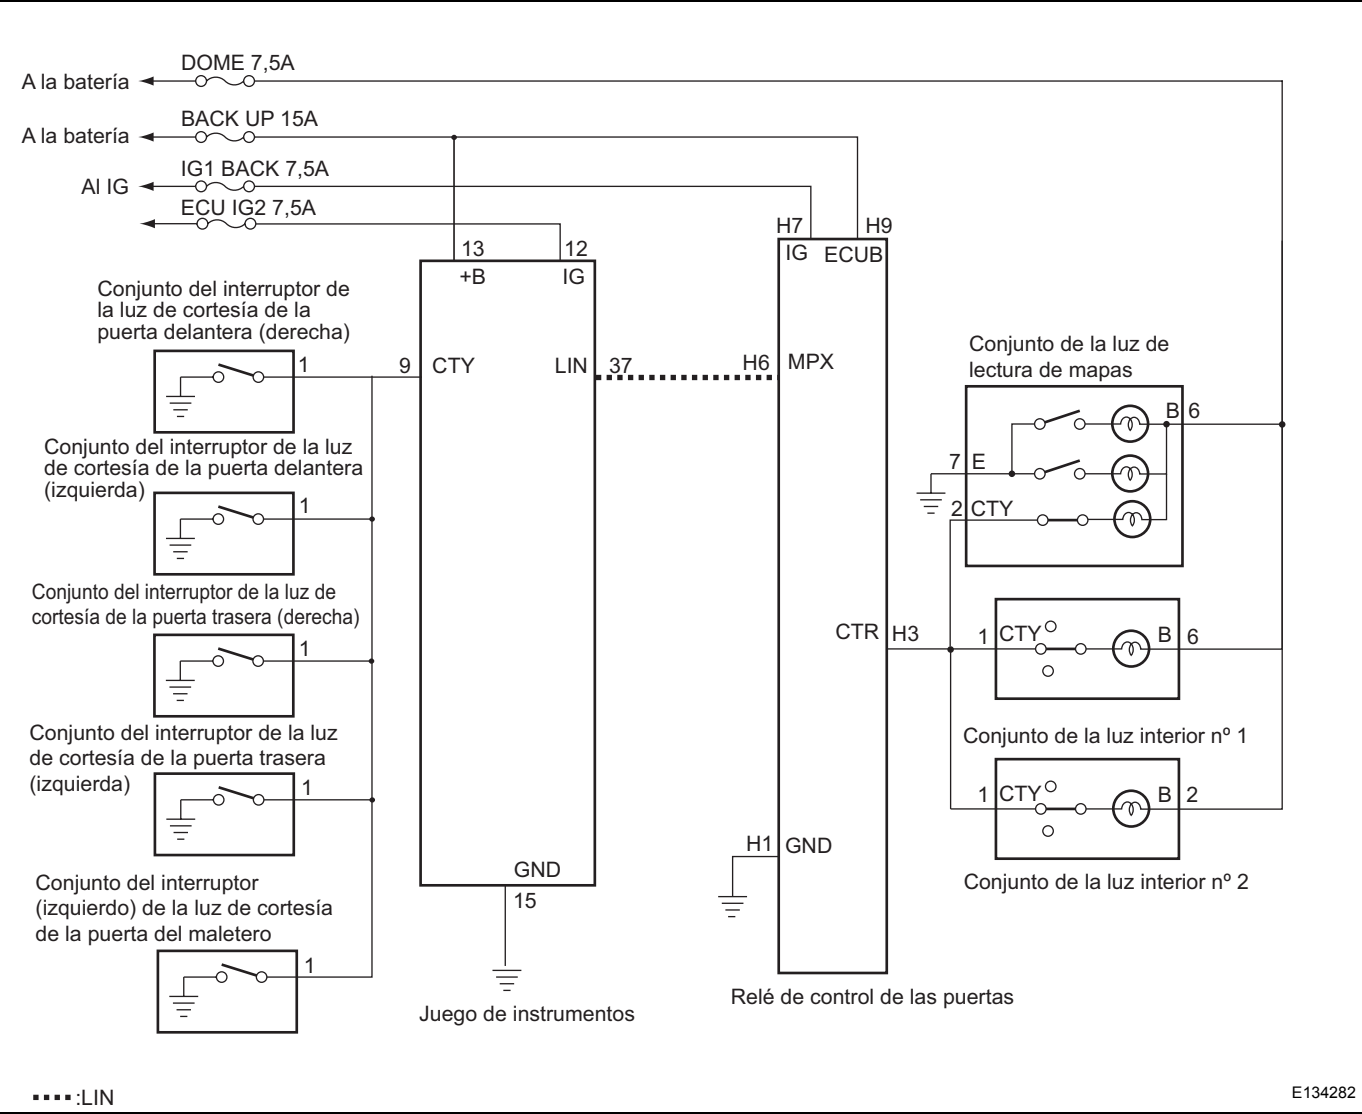 DOME 7,5A
A la batería
BACK UP 15A
A la batería
IG1 BACK 7,5A
Al IG
ECU IG2 7,5A
13
12
+B
IG
H7
H9
IG
ECUB
Conjunto del interruptor de
la luz de cortesía de la
puerta delantera (derecha)
1
9
CTY
LIN
37
H6
MPX
Conjunto del interruptor de la luz
de cortesía de la puerta delantera
(izquierda)
1
Conjunto del interruptor de la luz de
cortesía de la puerta trasera (derecha)
1
Conjunto del interruptor de la luz
de cortesía de la puerta trasera
(izquierda)
1
Conjunto del interruptor
(izquierdo) de la luz de cortesía
de la puerta del maletero
1
GND
15
Juego de instrumentos
CTR
H3
H1
GND
Relé de control de las puertas
Conjunto de la luz de
lectura de mapas
B
6
7
E
2
CTY
1
CTY
B
6
Conjunto de la luz interior nº 1
1
CTY
B
2
Conjunto de la luz interior nº 2
:LIN
E134282